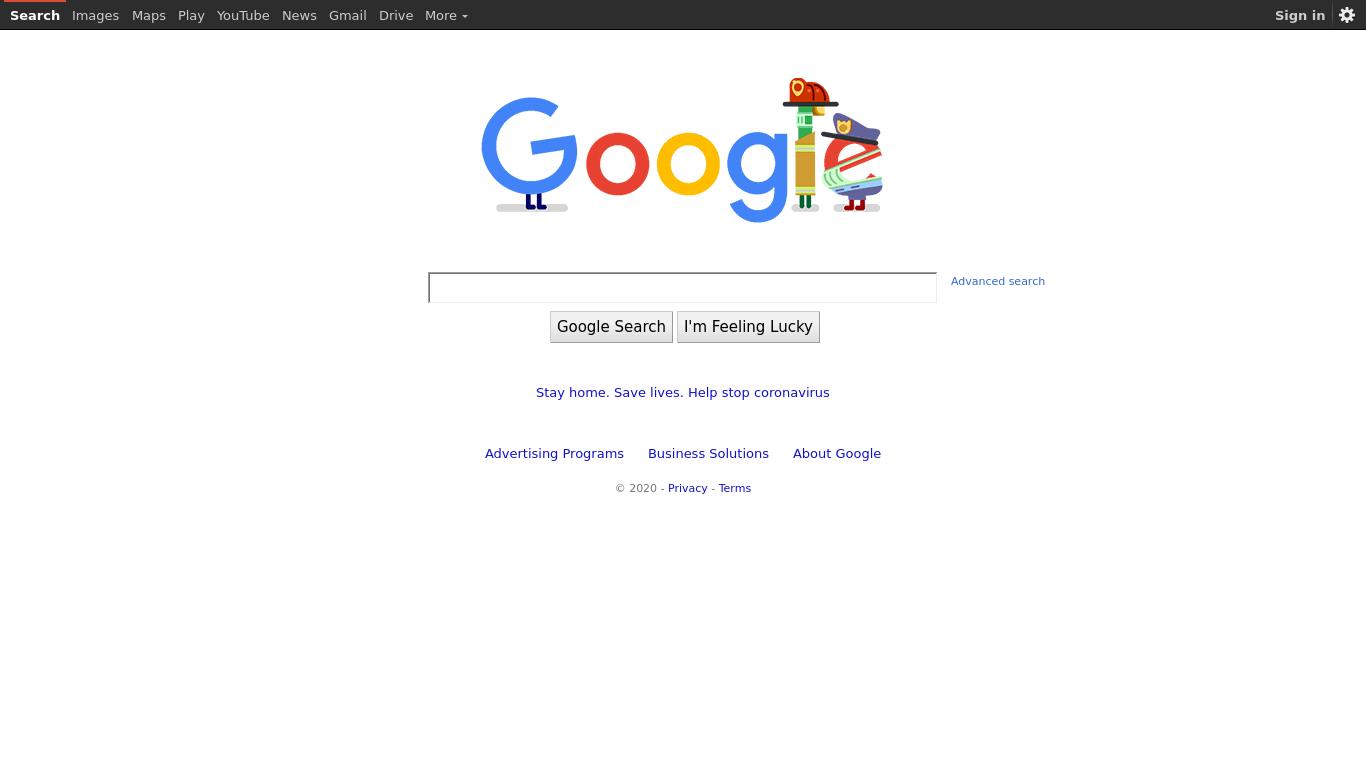 Search Images Maps Play YouTube News Gmail Drive More Sign in
Google
Advanced search
Google Search I'm Feeling Lucky
Stay home. Save lives. Help stop coronavirus
Advertising Programs Business Solutions About Google
© 2020 - Privacy - Terms